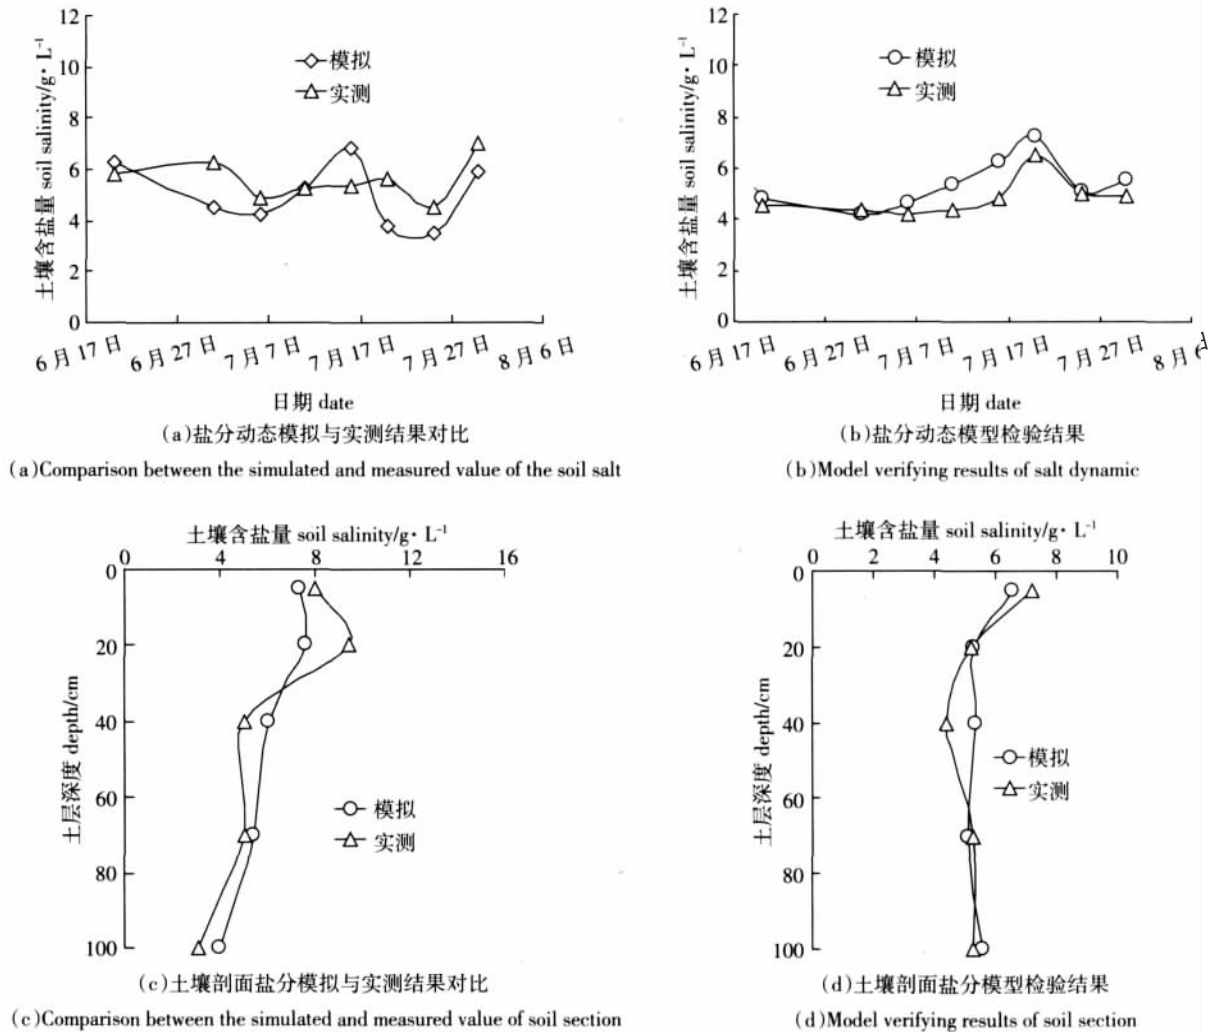 土壤含盐量 soil salinity/g· L⁻¹
12
10
8
6
4
2
0
模拟
实测
6月17日
6月27日
7月7日
7月17日
7月27日
8月6日
日期 date
(a)盐分动态模拟与实测结果对比
(a)Comparison between the simulated and measured value of the soil salt
土壤含盐量 soil salinity/g· L⁻¹
12
10
8
6
4
2
0
模拟
实测
6月17日
6月27日
7月7日
7月17日
7月27日
8月6日
日期 date
(b)盐分动态模型检验结果
(b)Model verifying results of salt dynamic
土壤含盐量 soil salinity/g· L⁻¹
0 4 8 12 16
0
20
40
60
80
100
土层深度 depth/cm
模拟
实测
(c)土壤剖面盐分模拟与实测结果对比
(c)Comparison between the simulated and measured value of soil section
土壤含盐量 soil salinity/g· L⁻¹
0 2 4 6 8 10
0
20
40
60
80
100
土层深度 depth/cm
模拟
实测
(d)土壤剖面盐分模型检验结果
(d)Model verifying results of soil section